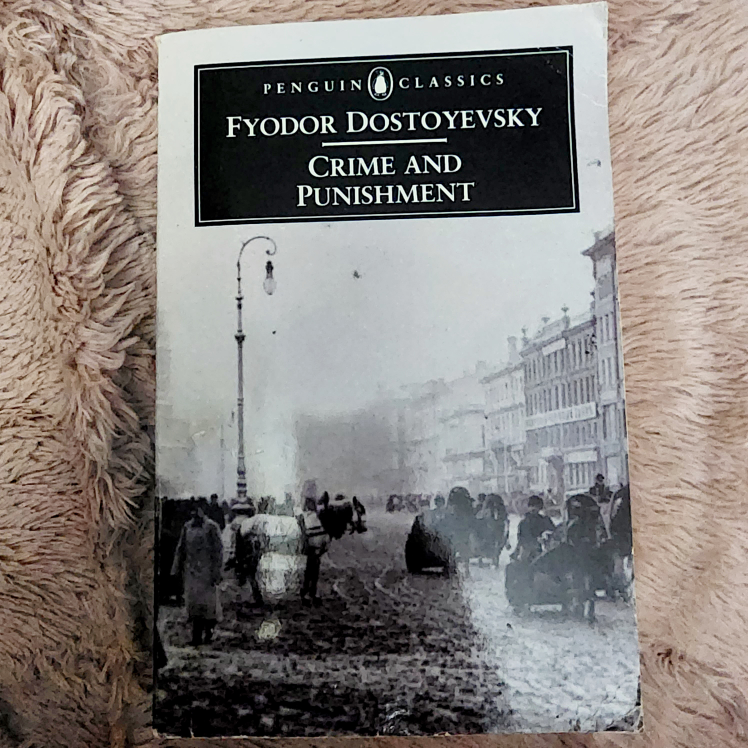 PENGUIN CLASSICS
FYODOR DOSTOYEVSKY
CRIME AND
PUNISHMENT